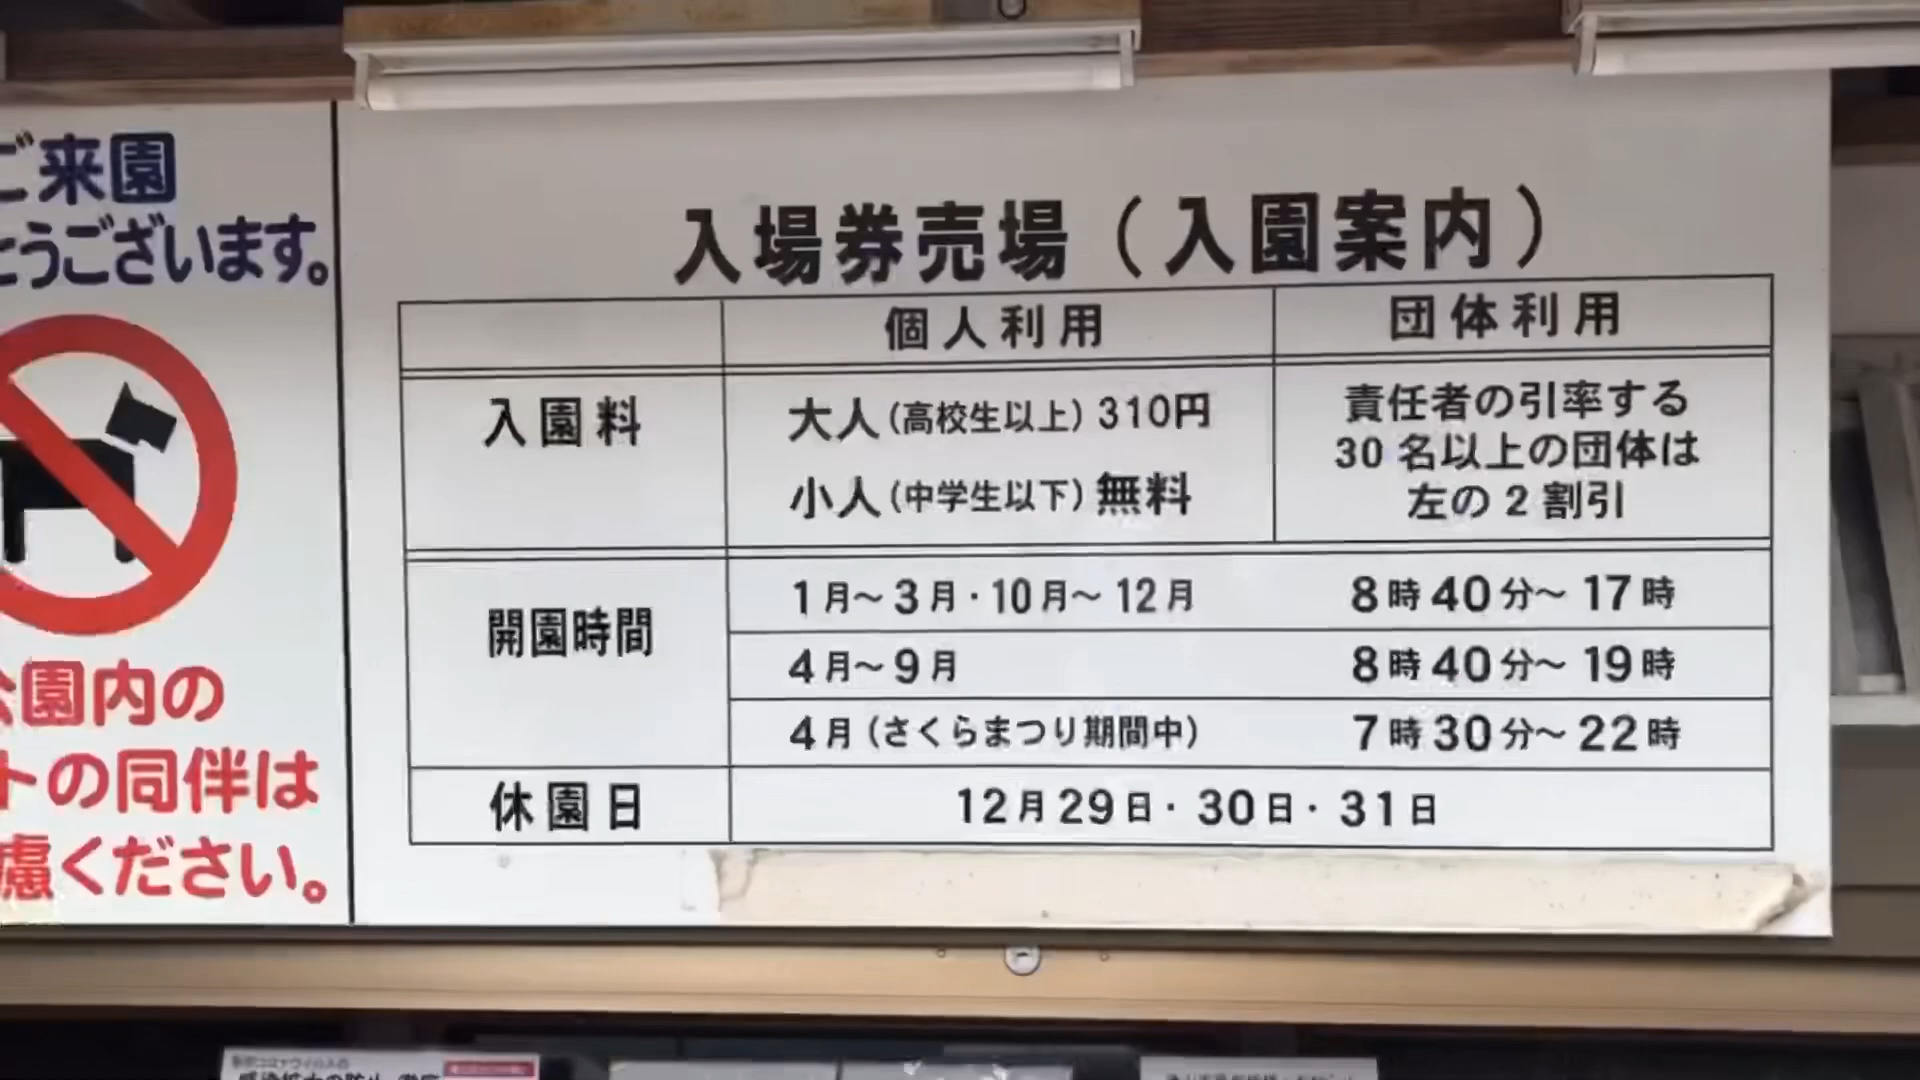 ご来園
とうございます。
公園内の
トの同伴は
慮ください。
入場券売場（入園案内）
個人利用 団体利用
入園料 大人（高校生以上）310円
小人（中学生以下）無料
責任者の引率する
30 名以上の団体は
左の 2 割引
開園時間 1月～3月・10月～12月 8時40分～17時
4月～9月 8時40分～19時
4月（さくらまつり期間中） 7時30分～22時
休園日 12月29日・30日・31日